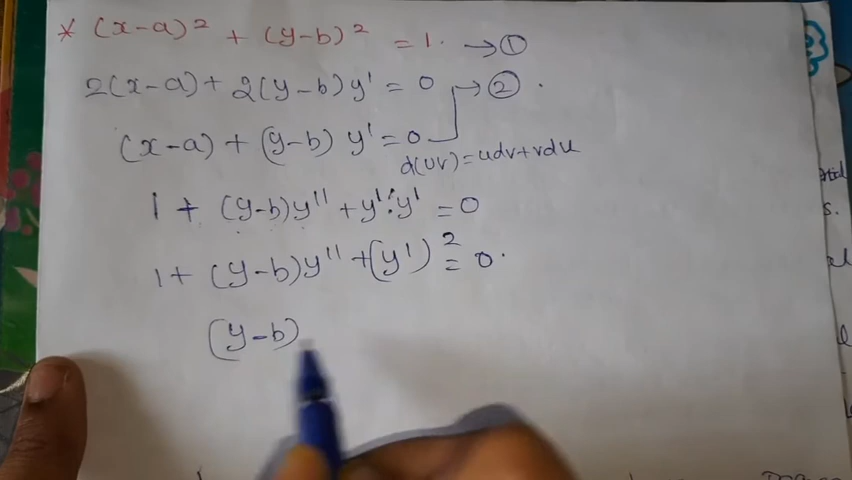 * (x-a)² + (y-b)² = 1. → ①
2(x-a) + 2(y-b)y' = 0 → ② .
(x-a) + (y-b) y' = 0
d(uv) = udv + vdu
1 + (y-b)y'' + y'.y' = 0
1 + (y-b)y'' + (y')² = 0.
(y-b)